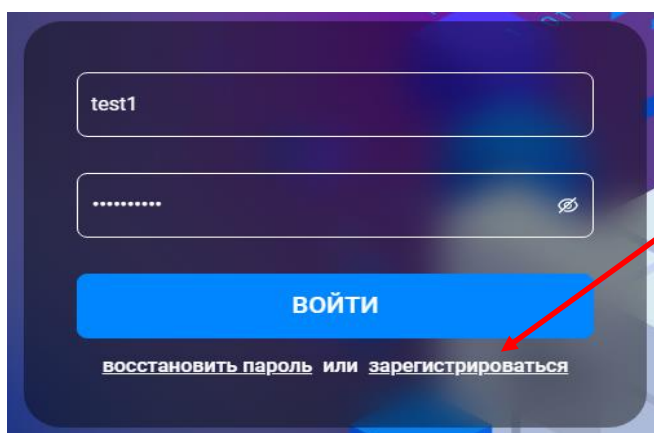 test1
••••••••••
ВОЙТИ
восстановить пароль или зарегистрироваться